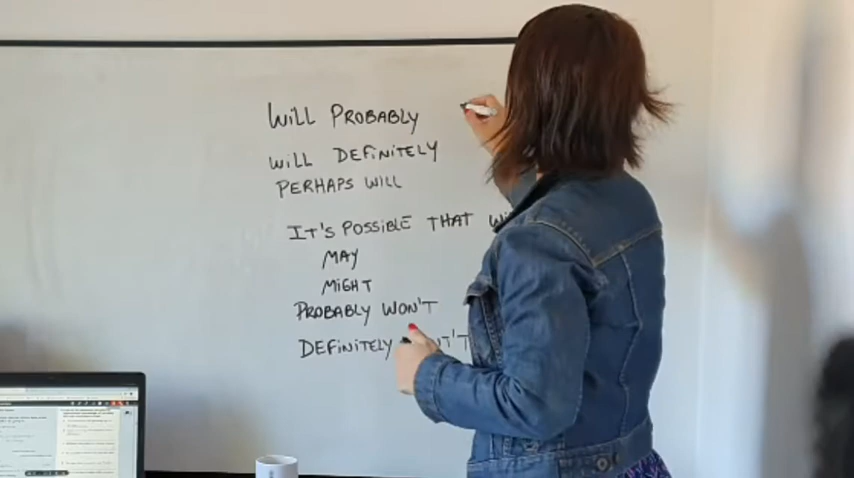 WILL PROBABLY
WILL DEFINITELY
PERHAPS WILL
IT'S POSSIBLE THAT
MAY
MIGHT
PROBABLY WON'T
DEFINITELY